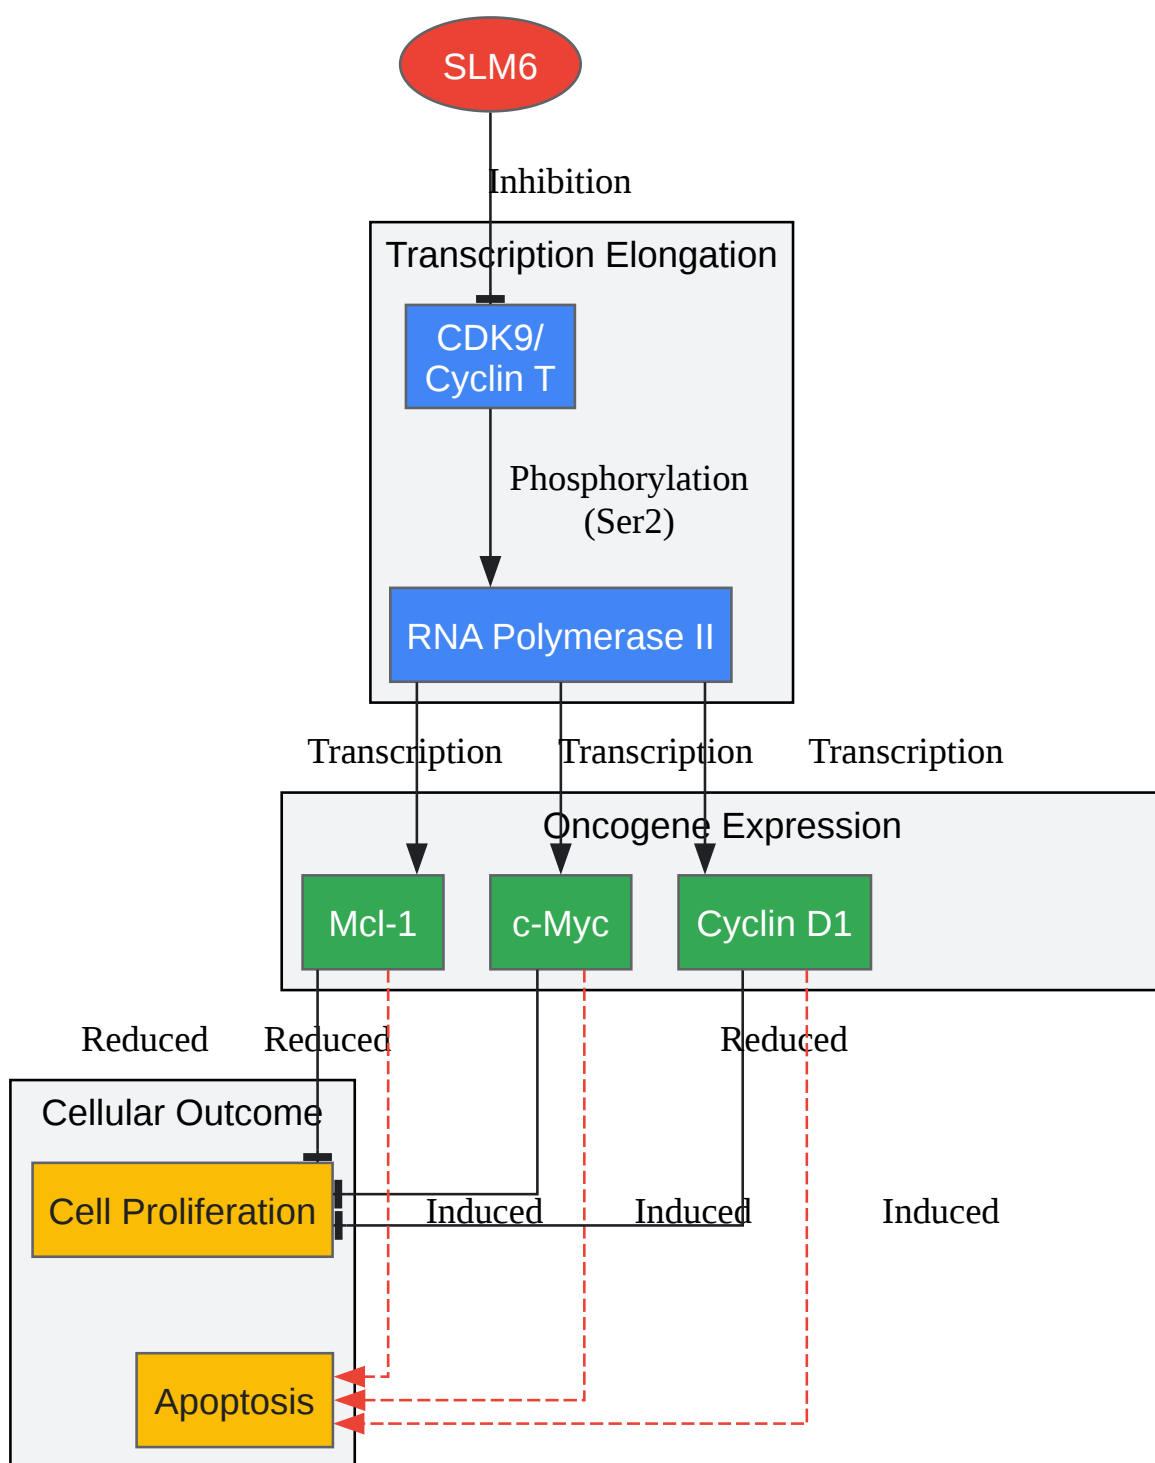 SLM6
Inhibition
Transcription Elongation
CDK9/
Cyclin T
Phosphorylation
(Ser2)
RNA Polymerase II
Transcription
Transcription
Transcription
Oncogene Expression
Mcl-1
c-Myc
Cyclin D1
Reduced
Reduced
Reduced
Cellular Outcome
Cell Proliferation
Induced
Induced
Induced
Apoptosis